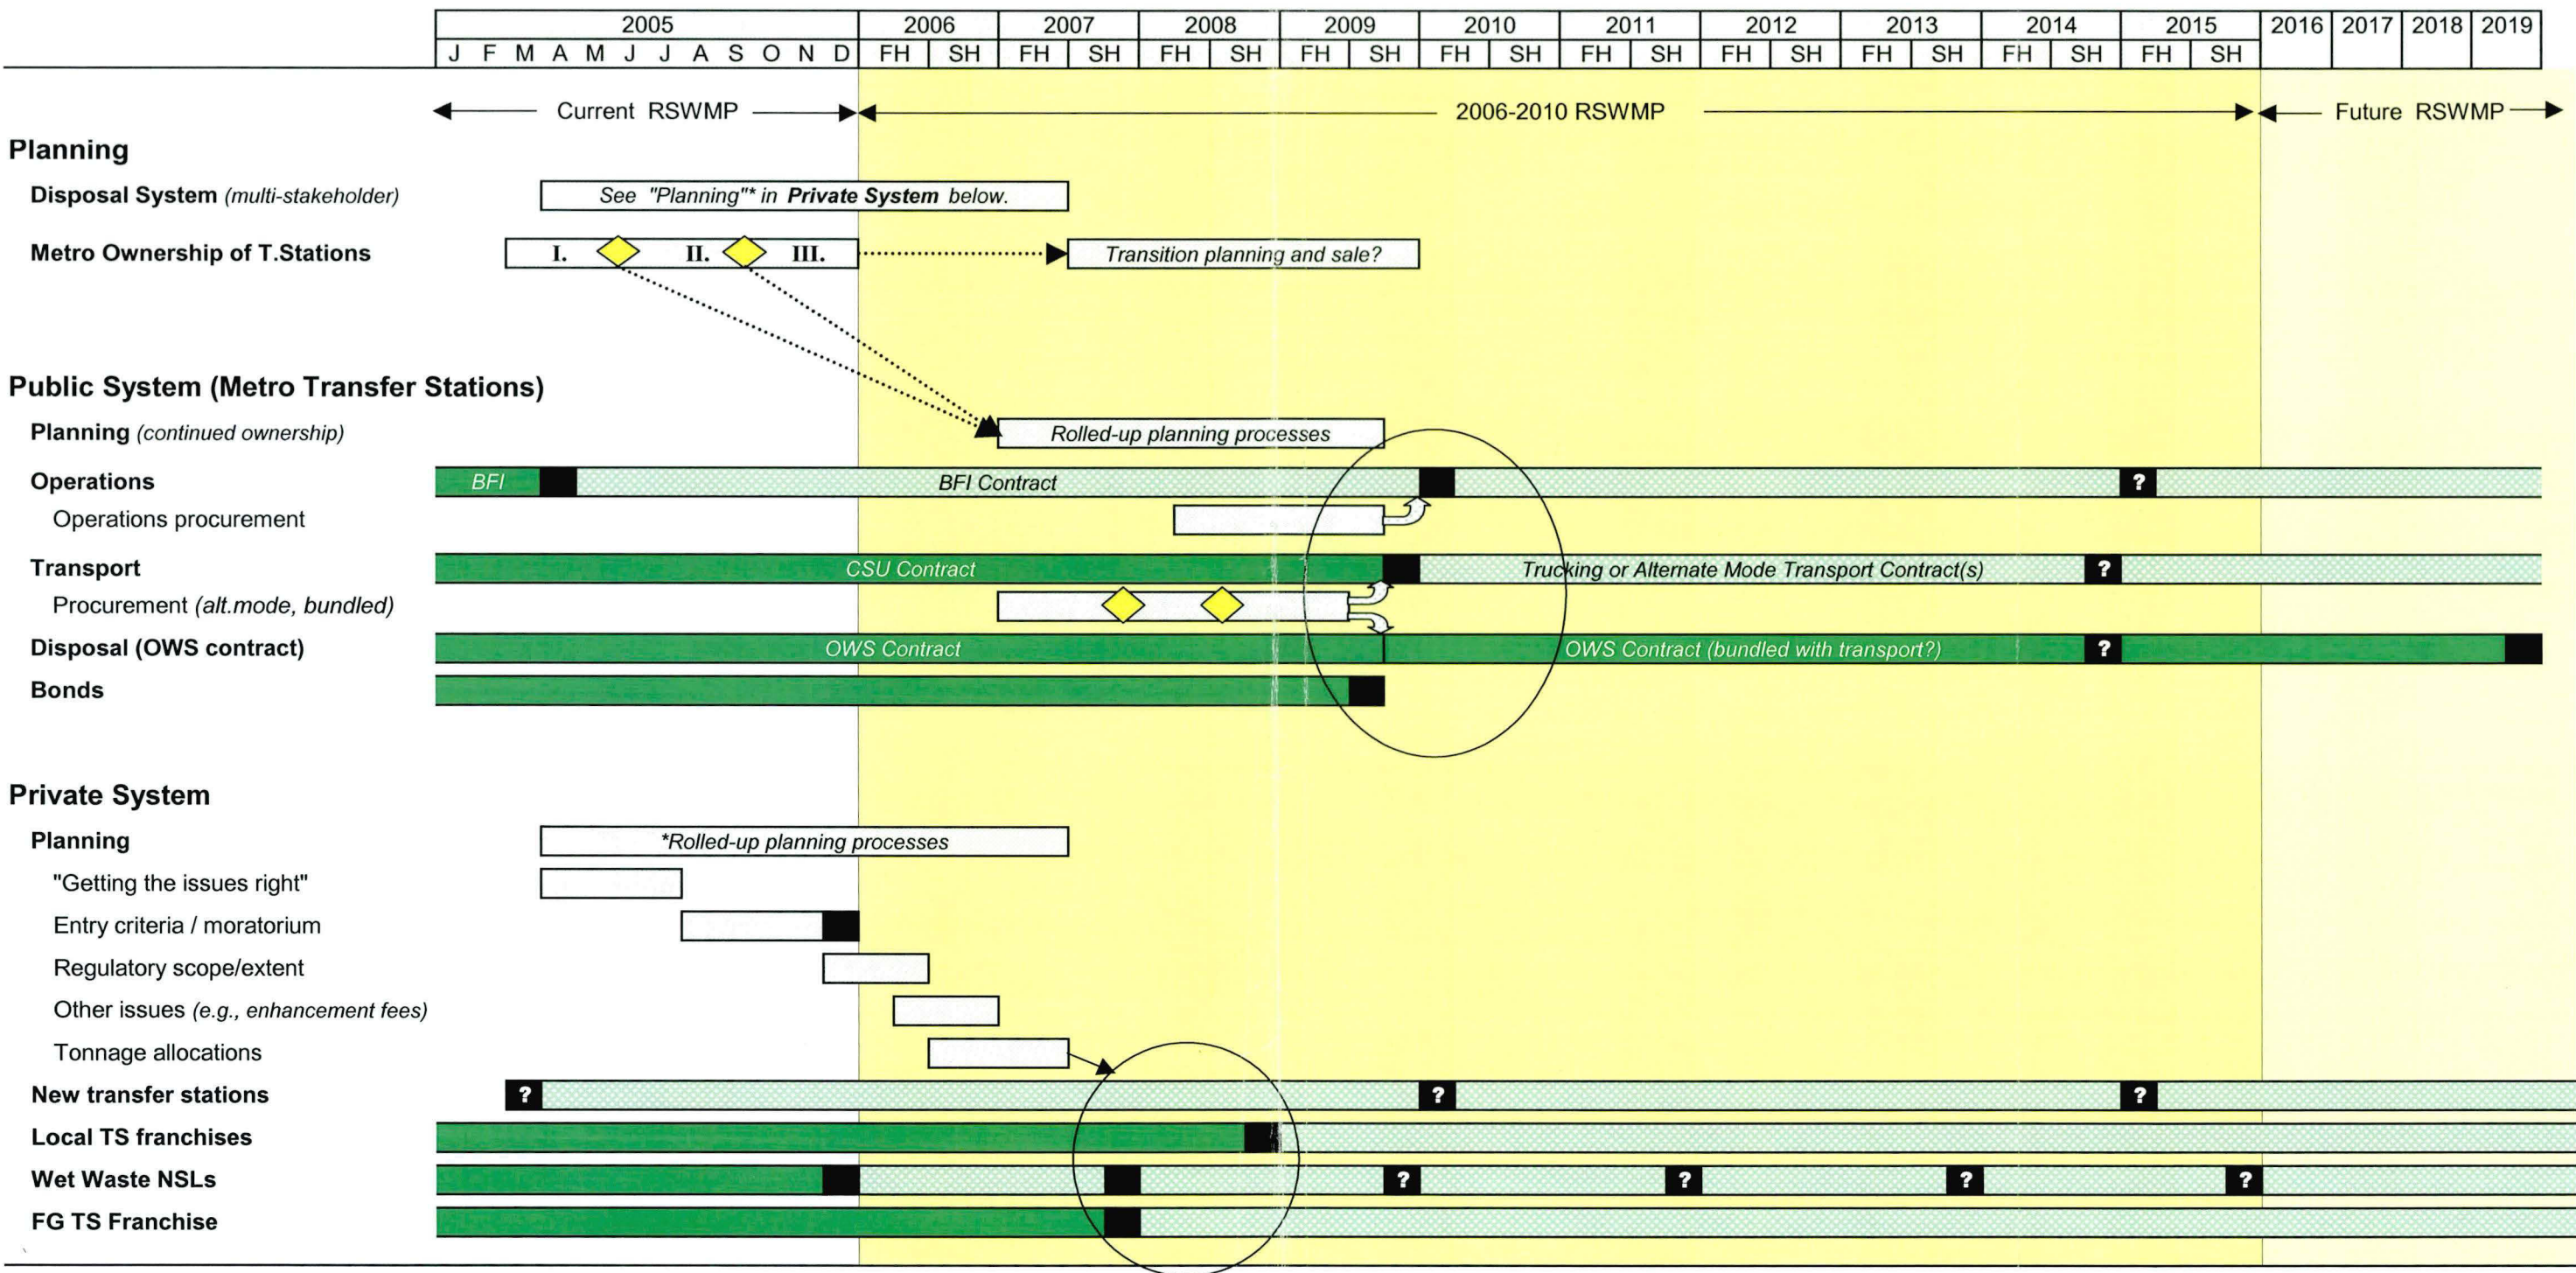 2005 2006 2007 2008 2009 2010 2011 2012 2013 2014 2015 2016 2017 2018 2019
J F M A M J J A S O N D FH SH FH SH FH SH FH SH FH SH FH SH FH SH FH SH FH SH FH SH
Current RSWMP 2006-2010 RSWMP Future RSWMP
Planning
Disposal System (multi-stakeholder) See "Planning"* in Private System below.
Metro Ownership of T.Stations I. II. III. Transition planning and sale?
Public System (Metro Transfer Stations)
Planning (continued ownership) Rolled-up planning processes
Operations BFI BFI Contract ?
Operations procurement
Transport CSU Contract Trucking or Alternate Mode Transport Contract(s) ?
Procurement (alt.mode, bundled)
Disposal (OWS contract) OWS Contract OWS Contract (bundled with transport?) ?
Bonds
Private System
Planning *Rolled-up planning processes
"Getting the issues right"
Entry criteria / moratorium
Regulatory scope/extent
Other issues (e.g., enhancement fees)
Tonnage allocations
New transfer stations ? ? ?
Local TS franchises
Wet Waste NSLs ? ? ? ?
FG TS Franchise